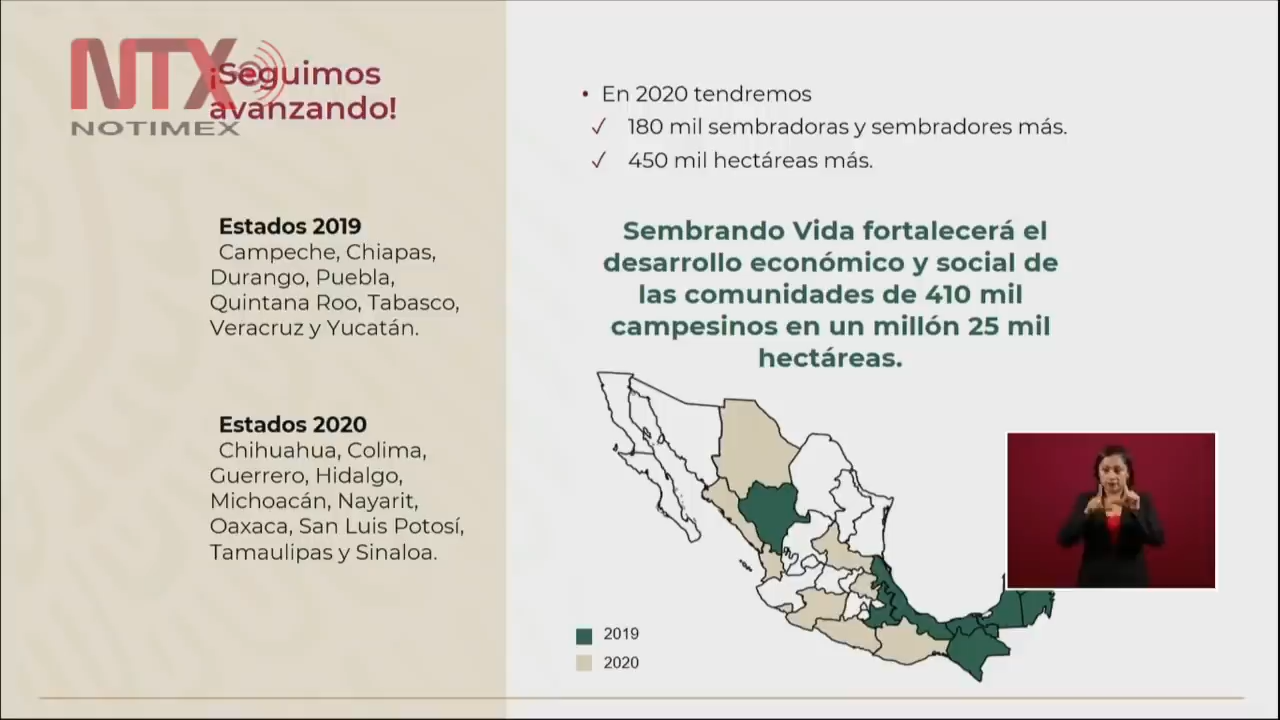 NTX
NOTIMEX
¡Seguimos
avanzando!
Estados 2019
Campeche, Chiapas,
Durango, Puebla,
Quintana Roo, Tabasco,
Veracruz y Yucatán.
Estados 2020
Chihuahua, Colima,
Guerrero, Hidalgo,
Michoacán, Nayarit,
Oaxaca, San Luis Potosí,
Tamaulipas y Sinaloa.
• En 2020 tendremos
✓ 180 mil sembradoras y sembradores más.
✓ 450 mil hectáreas más.
Sembrando Vida fortalecerá el
desarrollo económico y social de
las comunidades de 410 mil
campesinos en un millón 25 mil
hectáreas.
2019
2020